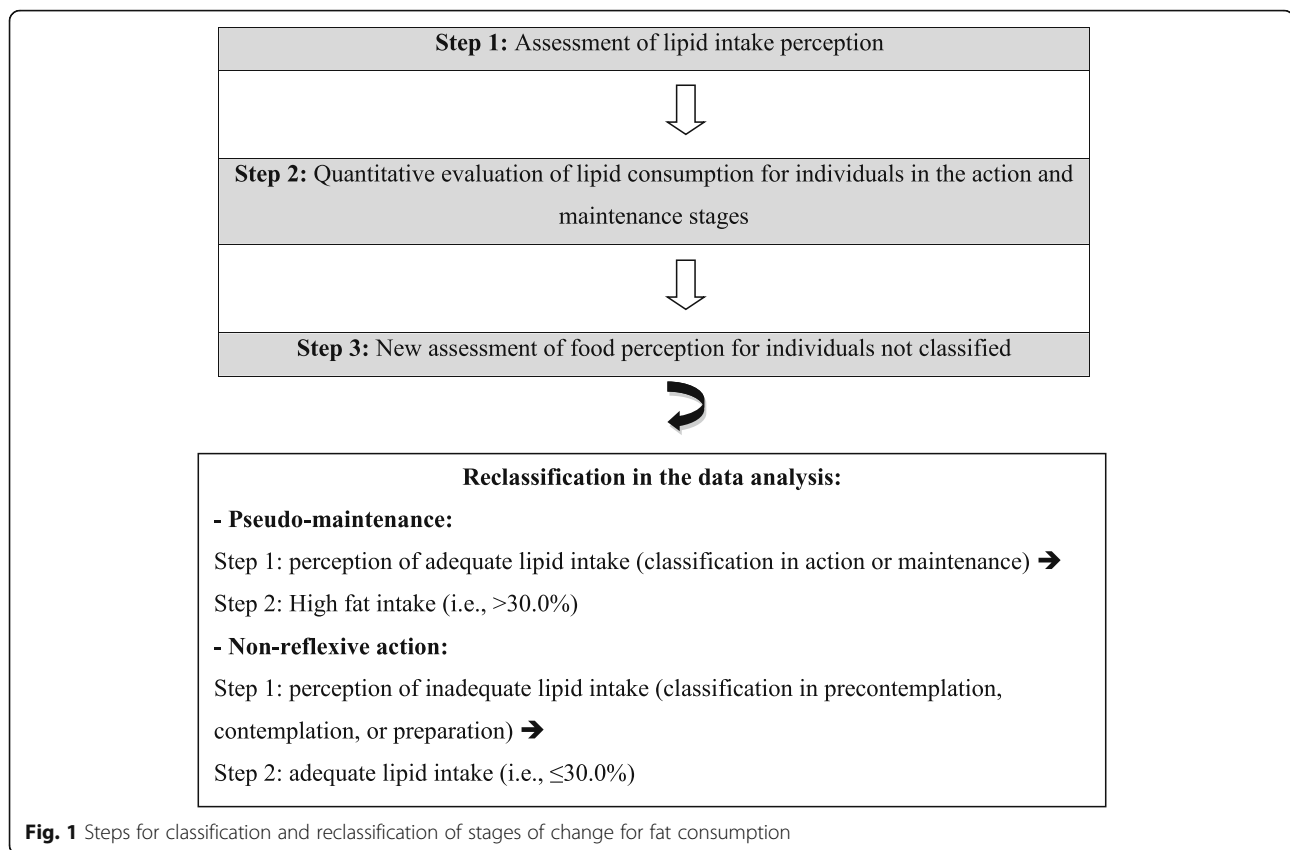 Step 1: Assessment of lipid intake perception
Step 2: Quantitative evaluation of lipid consumption for individuals in the action and
maintenance stages
Step 3: New assessment of food perception for individuals not classified
Reclassification in the data analysis:
- Pseudo-maintenance:
Step 1: perception of adequate lipid intake (classification in action or maintenance) ➔
Step 2: High fat intake (i.e., >30.0%)
- Non-reflexive action:
Step 1: perception of inadequate lipid intake (classification in precontemplation,
contemplation, or preparation) ➔
Step 2: adequate lipid intake (i.e., ≤30.0%)
Fig. 1 Steps for classification and reclassification of stages of change for fat consumption